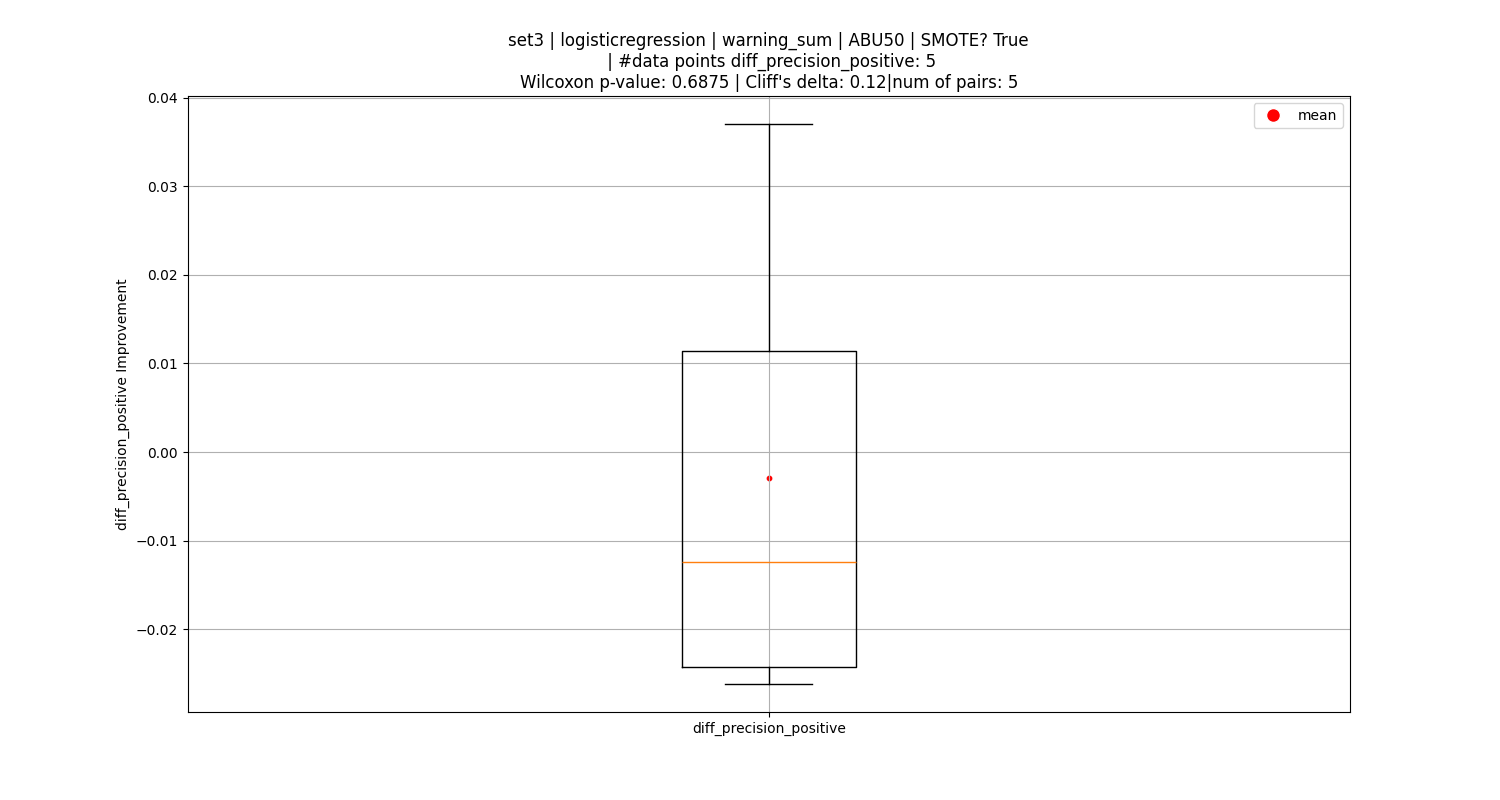 set3 | logisticregression | warning_sum | ABU50 | SMOTE? True
| #data points diff_precision_positive: 5
Wilcoxon p-value: 0.6875 | Cliff's delta: 0.12|num of pairs: 5
mean
0.04
0.03
0.02
0.01
0.00
−0.01
−0.02
diff_precision_positive Improvement
diff_precision_positive